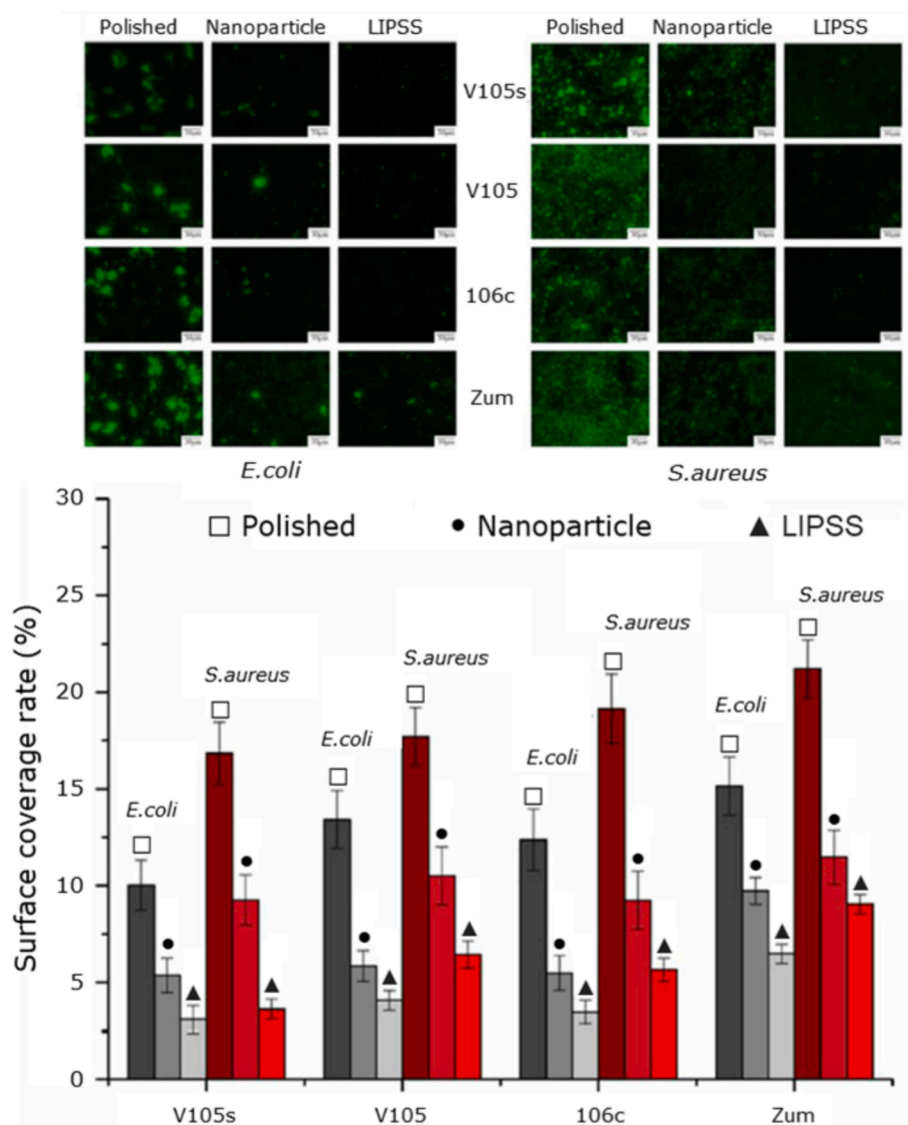 Polished Nanoparticle LIPSS Polished Nanoparticle LIPSS
V105s
V105
106c
Zum
E.coli S.aureus
Surface coverage rate (%)
30
25
20
15
10
5
0
Polished Nanoparticle LIPSS
E.coli S.aureus
E.coli S.aureus
E.coli S.aureus
E.coli S.aureus
V105s V105 106c Zum